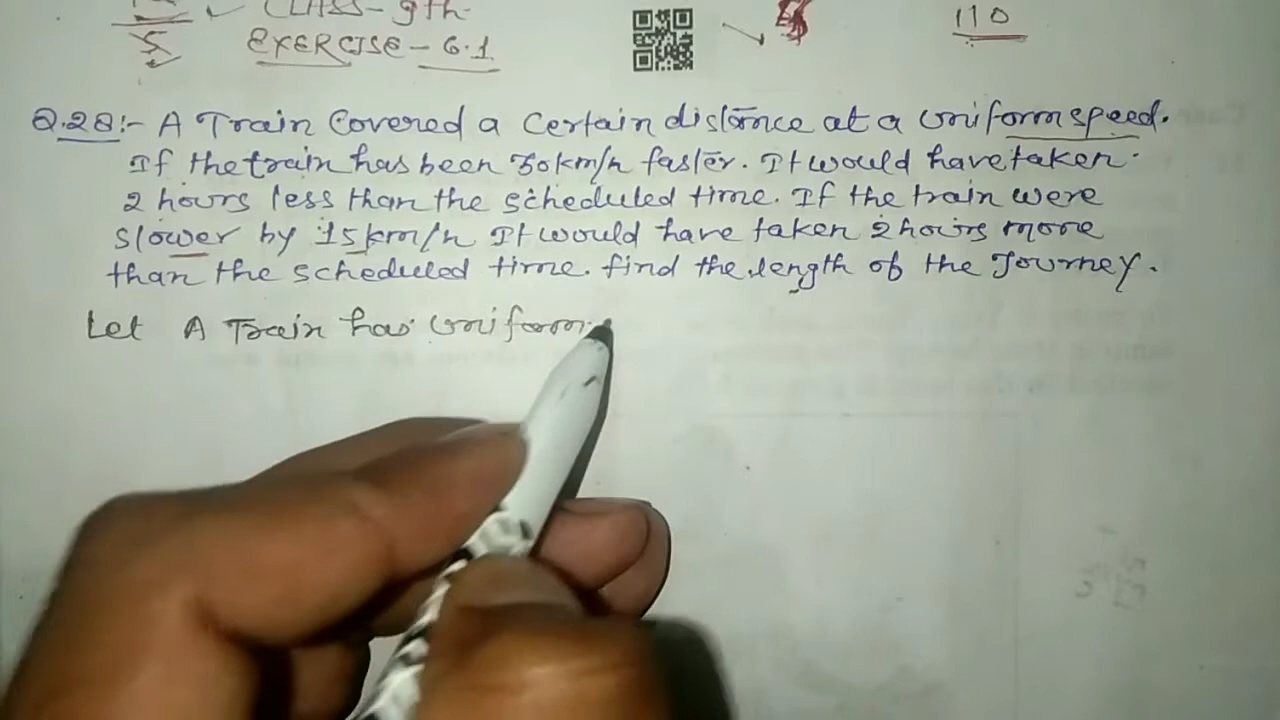 CLASS-9th.
5
EXERCISE-6.1
110
Q.28:- A Train Covered a Certain distance at a uniform speed.
If the train has been 30km/h faster. It would have taken
2 hours less than the scheduled time. If the train were
slower by 15km/h It would have taken 2 hours more
than the scheduled time. find the length of the Journey.
Let A Train has uniform